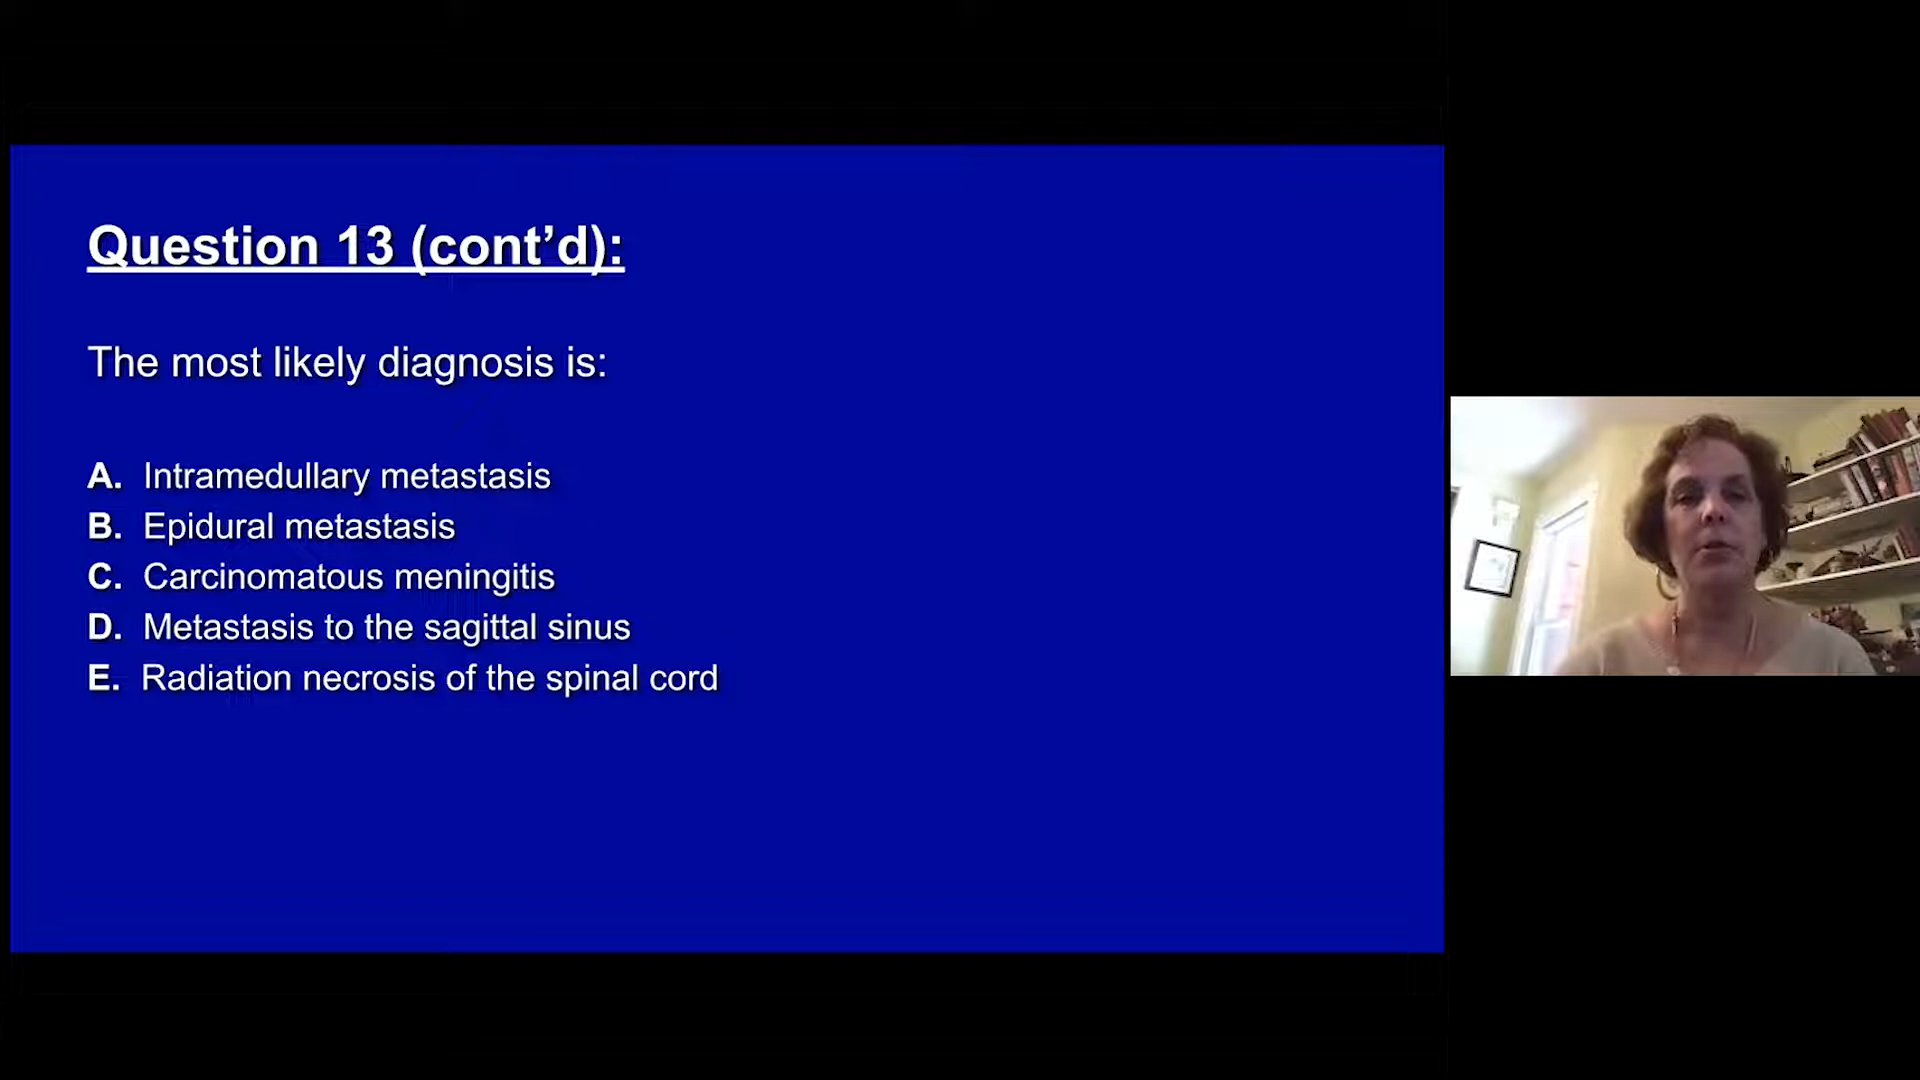 Question 13 (cont’d):
The most likely diagnosis is:
A. Intramedullary metastasis
B. Epidural metastasis
C. Carcinomatous meningitis
D. Metastasis to the sagittal sinus
E. Radiation necrosis of the spinal cord